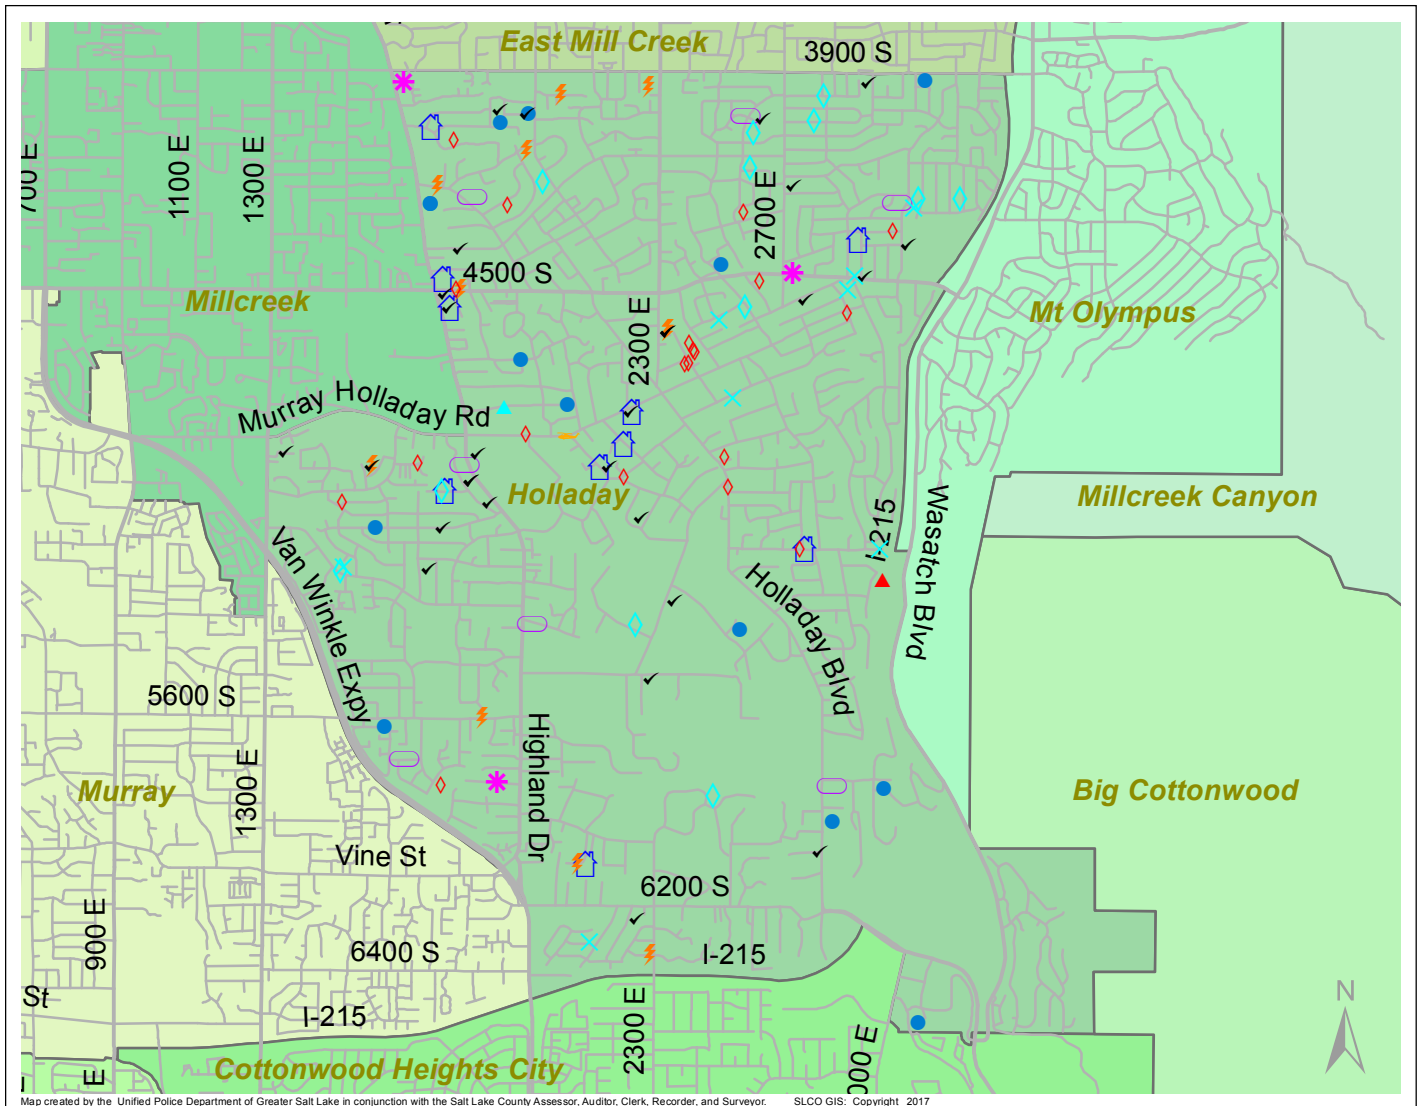 East Mill Creek
3900 S
700 E
1100 E
1300 E
2700 E
4500 S
Millcreek
2300 E
Mt Olympus
Murray Holladay Rd
Holladay
I-215
Wasatch Blvd
Millcreek Canyon
Van Winkle Expy
Holladay Blvd
5600 S
Highland Dr
Murray
1300 E
Big Cottonwood
Vine St
6200 S
900 E
6400 S
I-215
St
I-215
N
2300 E
000 E
Cottonwood Heights City
E
Map created by the Unified Police Department of Greater Salt Lake in conjunction with the Salt Lake County Assessor, Auditor, Clerk, Recorder, and Surveyor. SLCO GIS: Copyright 2017